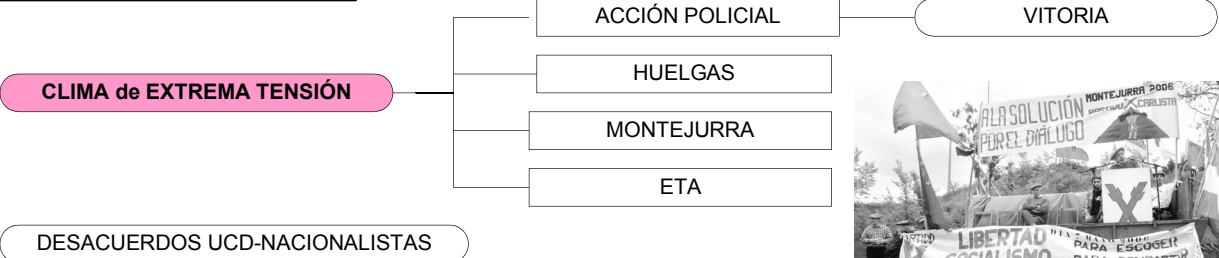 ACCIÓN POLICIAL
VITORIA
CLIMA de EXTREMA TENSIÓN
HUELGAS
MONTEJURRA
ETA
DESACUERDOS UCD-NACIONALISTAS
MONTEJURRA 2006
PARTIDO CARLISTA
A LA SOLUCIÓN
POR EL DIÁLOGO
LIBERTAD
SOCIALISMO
PARA ESCOGER